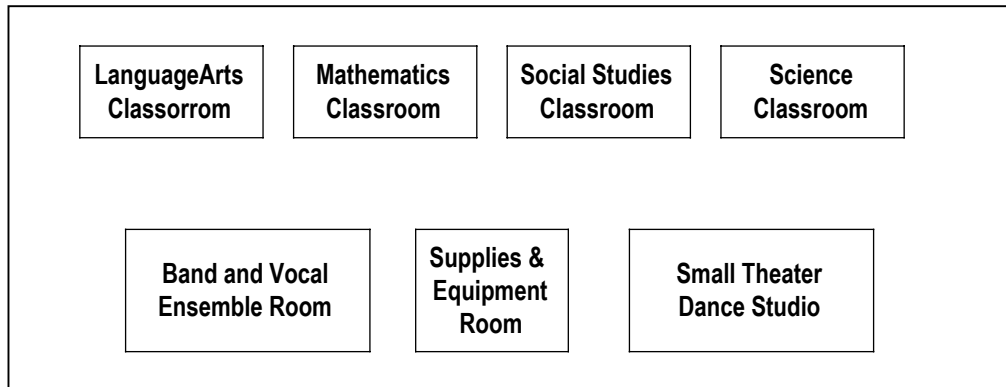 LanguageArts
Classorrom
Mathematics
Classroom
Social Studies
Classroom
Science
Classroom
Band and Vocal
Ensemble Room
Supplies &
Equipment
Room
Small Theater
Dance Studio